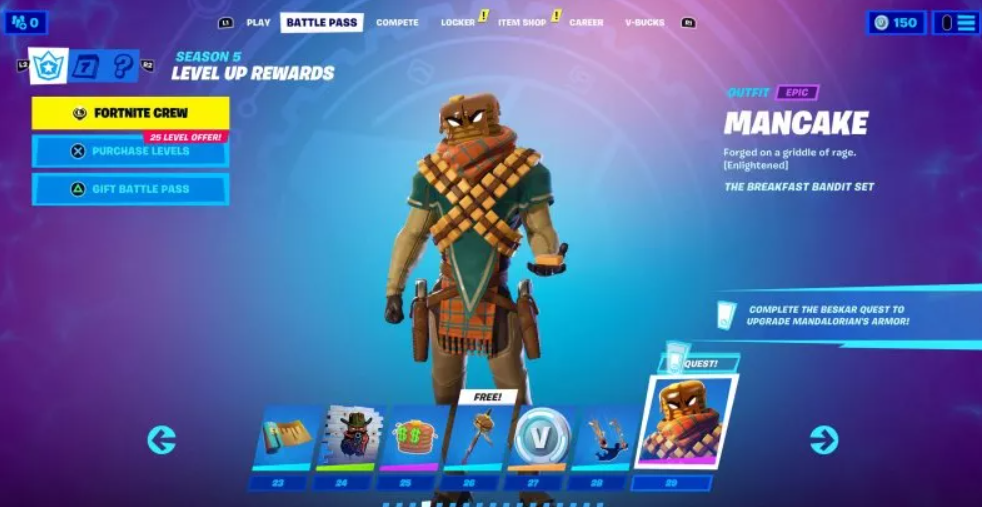 0
L1
PLAY
BATTLE PASS
COMPETE
LOCKER
!
ITEM SHOP
!
CAREER
V-BUCKS
R1
150
0
L2
7
?
R2
SEASON 5
LEVEL UP REWARDS
FORTNITE CREW
25 LEVEL OFFER!
PURCHASE LEVELS
GIFT BATTLE PASS
OUTFIT EPIC
MANCAKE
Forged on a griddle of rage.
[Enlightened]
THE BREAKFAST BANDIT SET
COMPLETE THE BESKAR QUEST TO
UPGRADE MANDALORIAN'S ARMOR!
QUEST!
FREE!
$$
V
23
24
25
26
27
28
29